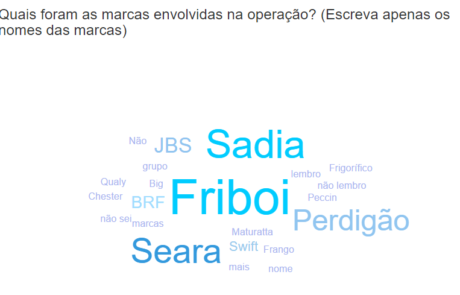 Quais foram as marcas envolvidas na operação? (Escreva apenas os
nomes das marcas)
Não
JBS
Sadia
grupo
lembro
Frigorífico
Qualy
Big
Friboi
não lembro
Chester
BRF
Peccin
não sei
marcas
Perdigão
Maturatta
Seara
Swift
Frango
mais
nome